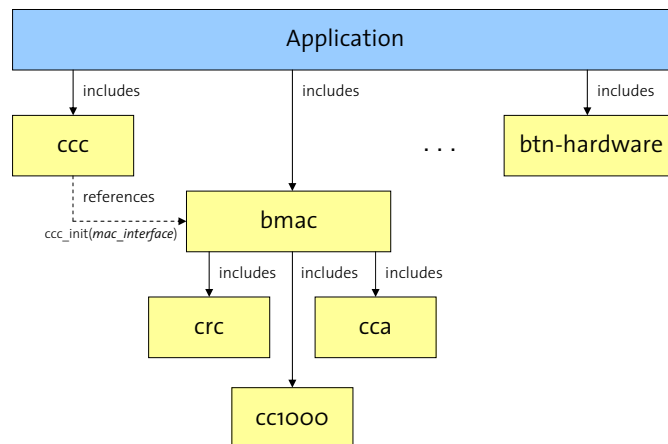 Application
includes
includes
includes
ccc
. . .
btn-hardware
references
ccc_init(mac_interface)
bmac
includes
includes
includes
crc
cca
cc1000